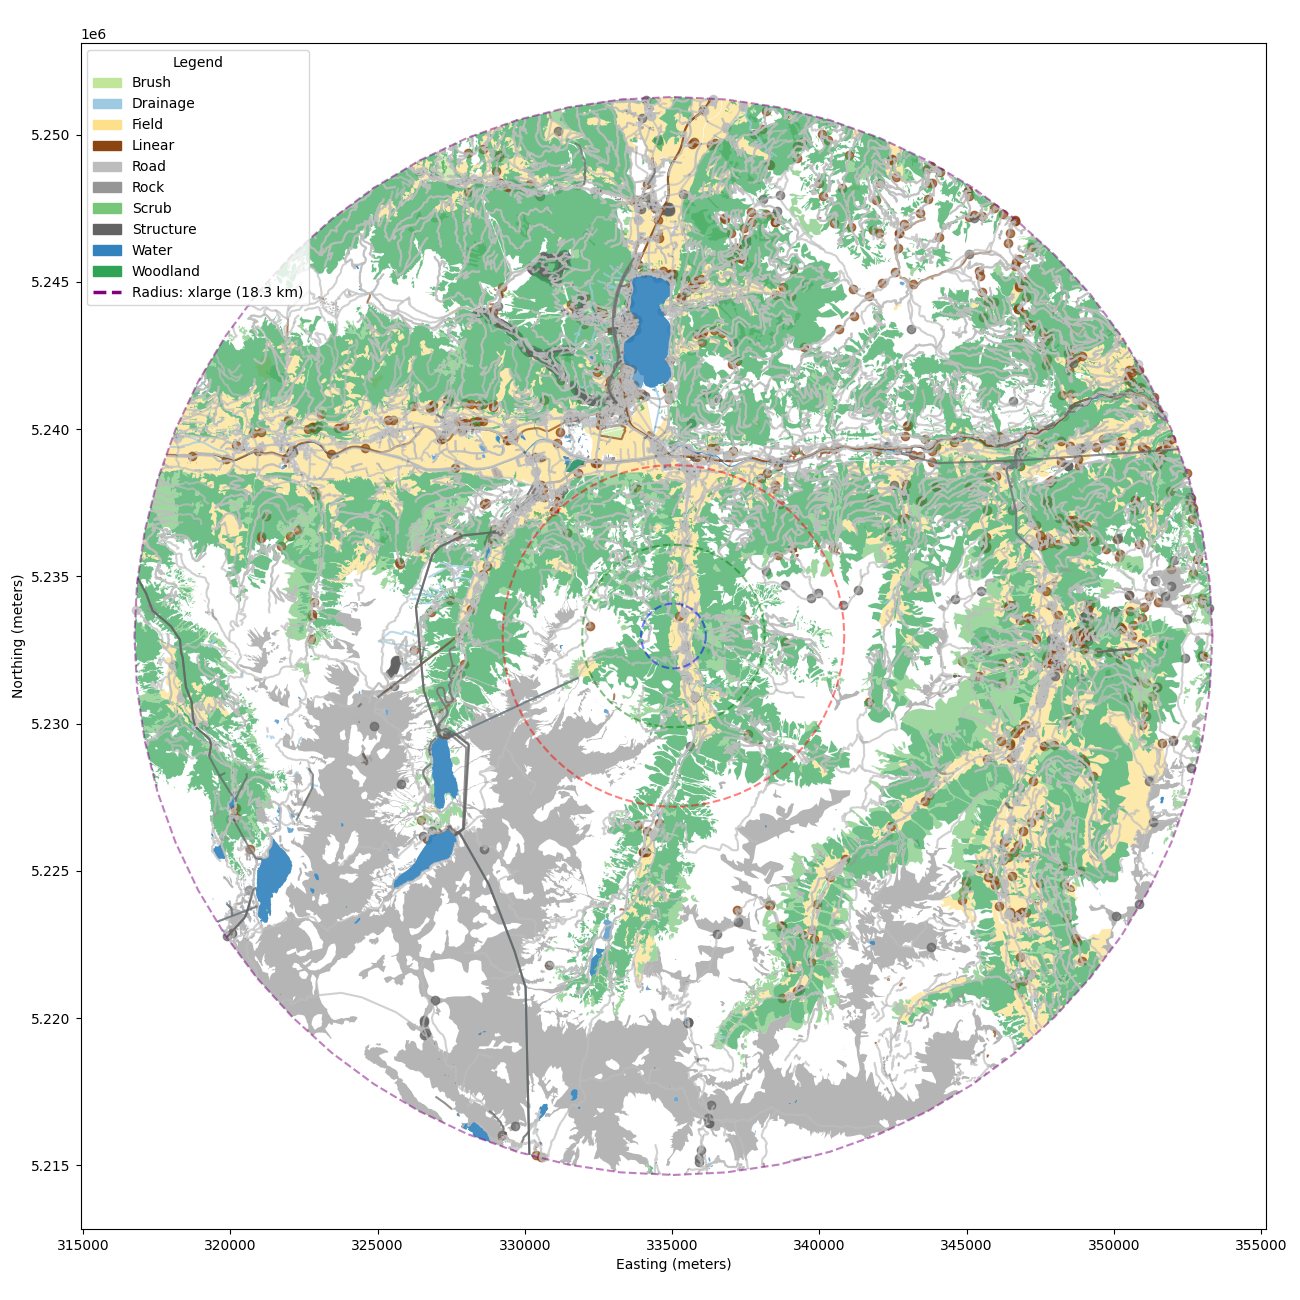 1e6
Legend
Brush
Drainage
Field
Linear
Road
Rock
Scrub
Structure
Water
Woodland
Radius: xlarge (18.3 km)
5.250
5.245
5.240
5.235
5.230
5.225
5.220
5.215
Northing (meters)
315000 320000 325000 330000 335000 340000 345000 350000 355000
Easting (meters)